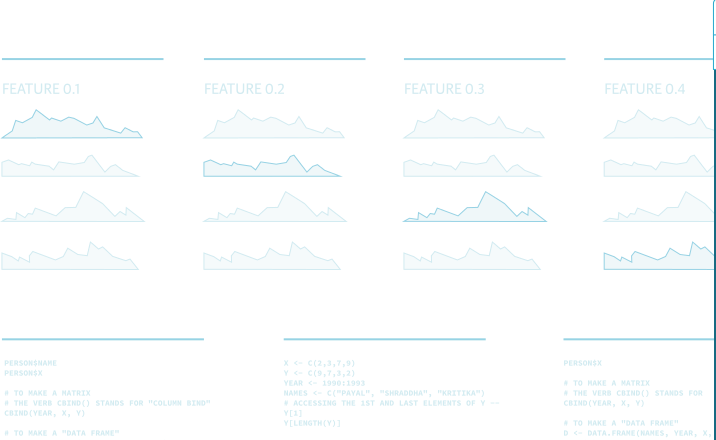 FEATURE 0.1
FEATURE 0.2
FEATURE 0.3
FEATURE 0.4
PERSON$NAME
PERSON$X
# TO MAKE A MATRIX
# THE VERB CBIND() STANDS FOR "COLUMN BIND"
CBIND(YEAR, X, Y)
# TO MAKE A "DATA FRAME"
X <- C(2,3,7,9)
Y <- C(9,7,3,2)
YEAR <- 1990:1993
NAMES <- C("PAYAL", "SHRADDHA", "KRITIKA")
# ACCESSING THE 1ST AND LAST ELEMENTS OF Y --
Y[1]
Y[LENGTH(Y)]
PERSON$X
# TO MAKE A MATRIX
# THE VERB CBIND() STANDS FOR
CBIND(YEAR, X, Y)
# TO MAKE A "DATA FRAME"
D <- DATA.FRAME(NAMES, YEAR, X,